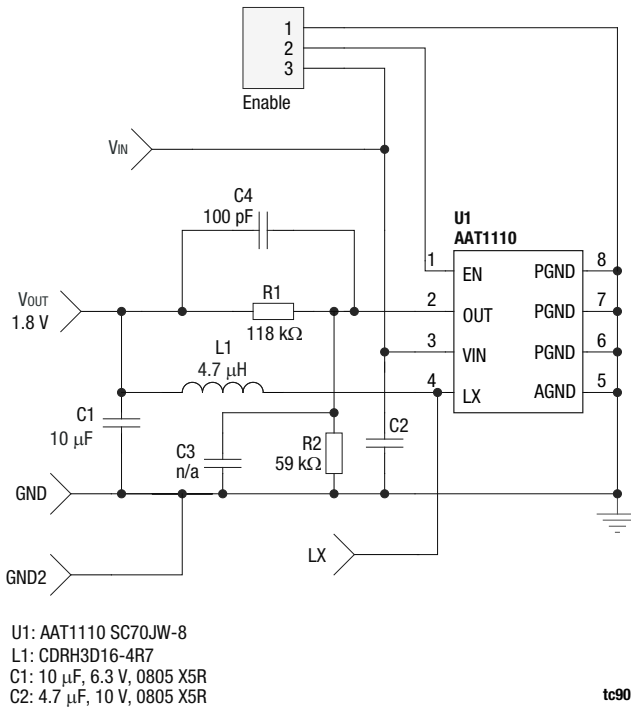 1
2
3
Enable
VIN
C4
100 pF
U1
AAT1110
1
EN
PGND
8
VOUT
1.8 V
R1
118 kΩ
2
OUT
PGND
7
L1
4.7 μH
3
VIN
PGND
6
4
LX
AGND
5
C1
10 μF
C3
n/a
R2
59 kΩ
C2
GND
LX
GND2
U1: AAT1110 SC70JW-8
L1: CDRH3D16-4R7
C1: 10 μF, 6.3 V, 0805 X5R
C2: 4.7 μF, 10 V, 0805 X5R
tc90